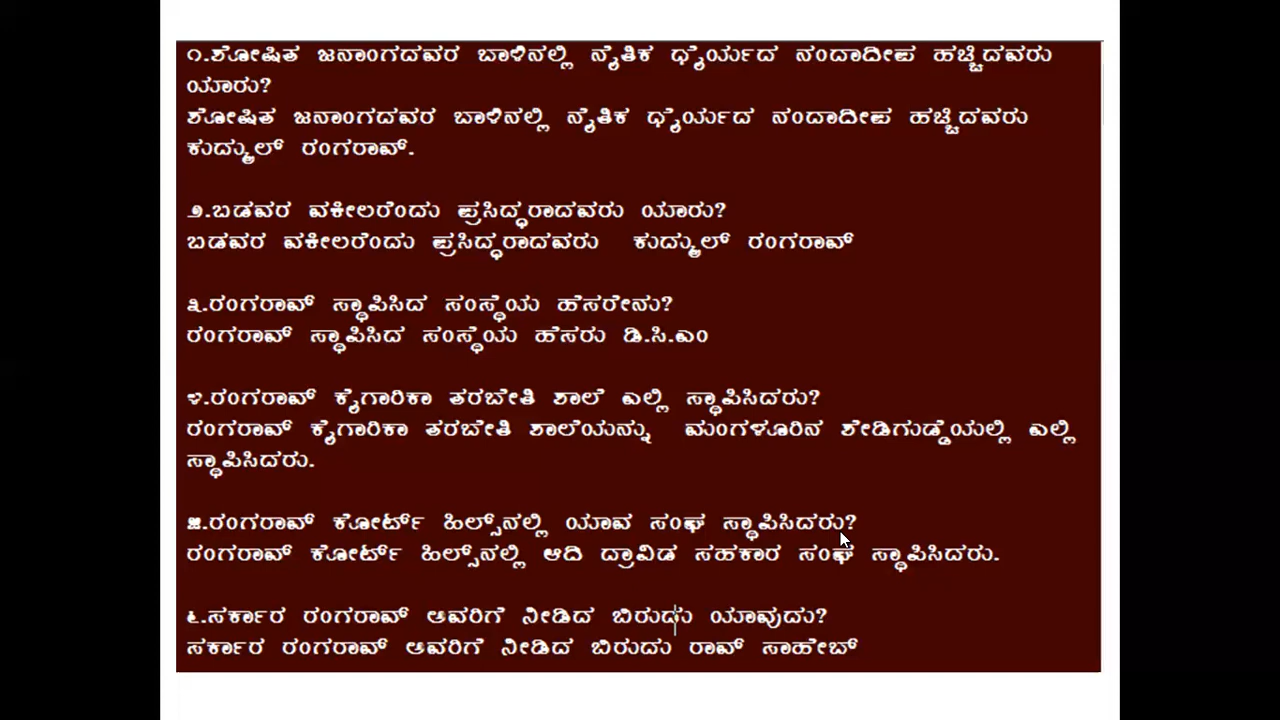 ೧.ಶೋಷಿತ ಜನಾಂಗದವರ ಬಾಳಿನಲ್ಲಿ ನೈತಿಕ ಧೈರ್ಯದ ನಂದಾದೀಪ ಹಚ್ಚಿದವರು
ಯಾರು?
ಶೋಷಿತ ಜನಾಂಗದವರ ಬಾಳಿನಲ್ಲಿ ನೈತಿಕ ಧೈರ್ಯದ ನಂದಾದೀಪ ಹಚ್ಚಿದವರು
ಕುದ್ಮುಲ್ ರಂಗರಾವ್.
೨.ಬಡವರ ವಕೀಲರೆಂದು ಪ್ರಸಿದ್ಧರಾದವರು ಯಾರು?
ಬಡವರ ವಕೀಲರೆಂದು ಪ್ರಸಿದ್ಧರಾದವರು ಕುದ್ಮುಲ್ ರಂಗರಾವ್
೩.ರಂಗರಾವ್ ಸ್ಥಾಪಿಸಿದ ಸಂಸ್ಥೆಯ ಹೆಸರೇನು?
ರಂಗರಾವ್ ಸ್ಥಾಪಿಸಿದ ಸಂಸ್ಥೆಯ ಹೆಸರು ಡಿ.ಸಿ.ಎಂ
೪.ರಂಗರಾವ್ ಕೈಗಾರಿಕಾ ತರಬೇತಿ ಶಾಲೆ ಎಲ್ಲಿ ಸ್ಥಾಪಿಸಿದರು?
ರಂಗರಾವ್ ಕೈಗಾರಿಕಾ ತರಬೇತಿ ಶಾಲೆಯನ್ನು ಮಂಗಳೂರಿನ ಶೇಡಿಗುಡ್ಡೆಯಲ್ಲಿ ಎಲ್ಲಿ
ಸ್ಥಾಪಿಸಿದರು.
೫.ರಂಗರಾವ್ ಕೋರ್ಟ್ ಹಿಲ್ಸ್‌ನಲ್ಲಿ ಯಾವ ಸಂಘ ಸ್ಥಾಪಿಸಿದರು?
ರಂಗರಾವ್ ಕೋರ್ಟ್ ಹಿಲ್ಸ್‌ನಲ್ಲಿ ಆದಿ ದ್ರಾವಿಡ ಸಹಕಾರ ಸಂಘ ಸ್ಥಾಪಿಸಿದರು.
೬.ಸರ್ಕಾರ ರಂಗರಾವ್ ಅವರಿಗೆ ನೀಡಿದ ಬಿರುದು ಯಾವುದು?
ಸರ್ಕಾರ ರಂಗರಾವ್ ಅವರಿಗೆ ನೀಡಿದ ಬಿರುದು ರಾವ್ ಸಾಹೇಬ್